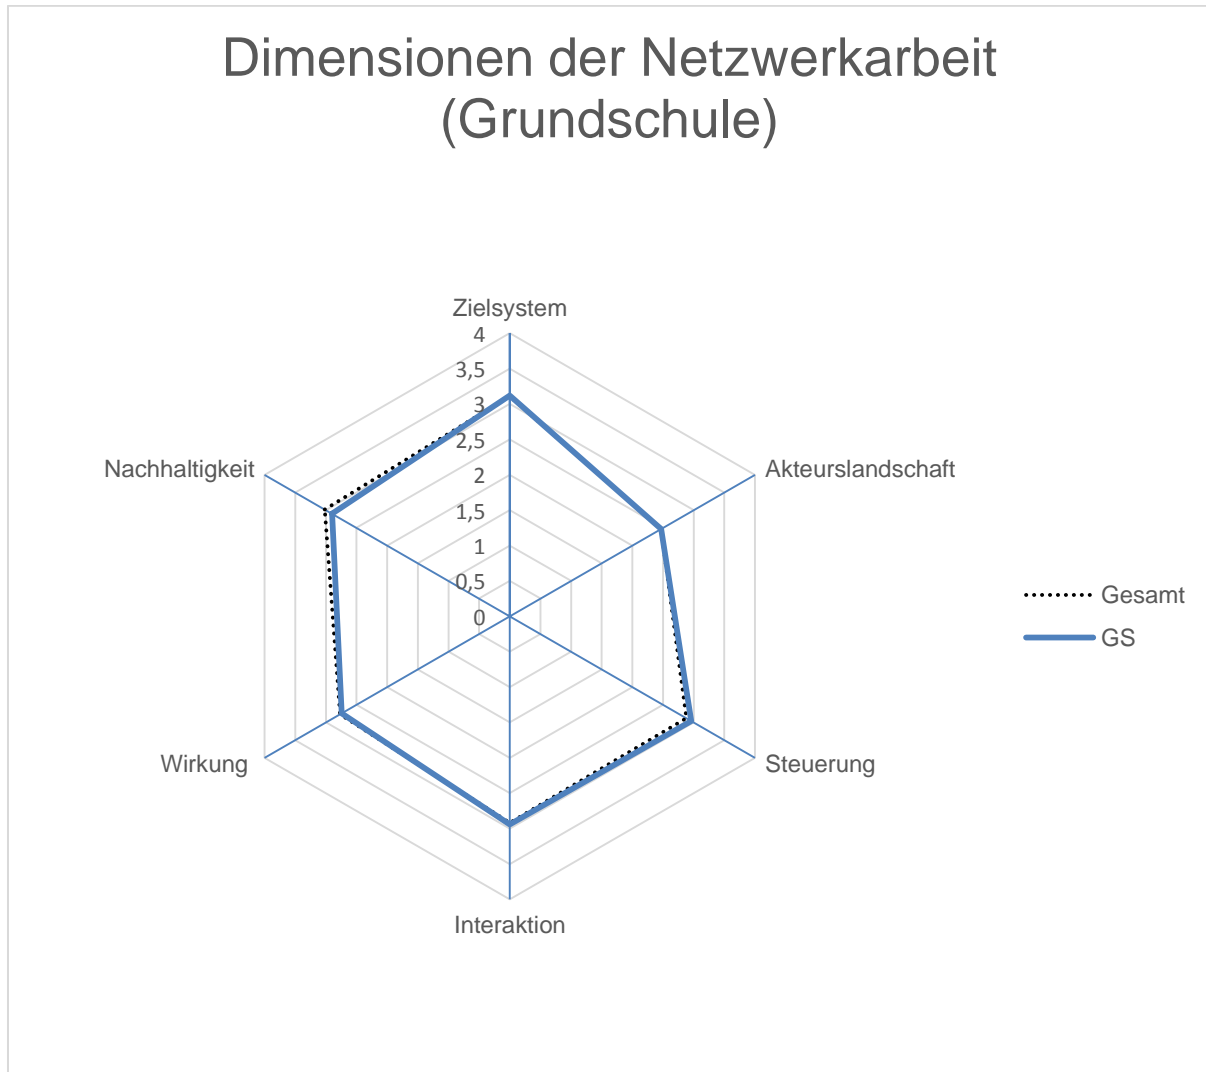 Dimensionen der Netzwerkarbeit
(Grundschule)
Zielsystem
4
3,5
3
2,5
2
1,5
1
0,5
0
Akteurslandschaft
Steuerung
Interaktion
Wirkung
Nachhaltigkeit
Gesamt
GS